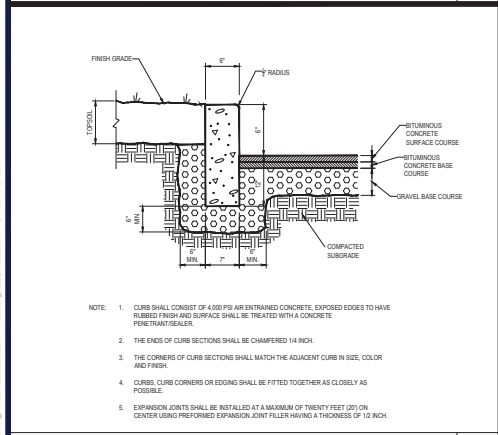 6"
FINISH GRADE
RADIUS
TOPSOIL
6"
BITUMINOUS
CONCRETE
SURFACE COURSE
BITUMINOUS
CONCRETE BASE
COURSE
12"
GRAVEL BASE COURSE
6"
MIN
COMPACTED
SUBGRADE
6"
MIN.
7"
6"
MIN.
NOTE: 1. CURB SHALL CONSIST OF 4,000 PSI AIR ENTRAINED CONCRETE, EXPOSED EDGES TO HAVE
RUBBED FINISH AND SURFACE SHALL BE TREATED WITH A CONCRETE
PENETRANT/SEALER.
2. THE ENDS OF CURB SECTIONS SHALL BE CHAMFERED 1/4 INCH.
3. THE CORNERS OF CURB SECTIONS SHALL MATCH THE ADJACENT CURB IN SIZE, COLOR
AND FINISH.
4. CURBS, CURB CORNERS OR EDGING SHALL BE FITTED TOGETHER AS CLOSELY AS
POSSIBLE.
5. EXPANSION JOINTS SHALL BE INSTALLED AT A MAXIMUM OF TWENTY FEET (20') ON
CENTER USING PREFORMED EXPANSION JOINT FILLER HAVING A THICKNESS OF 1/2 INCH.